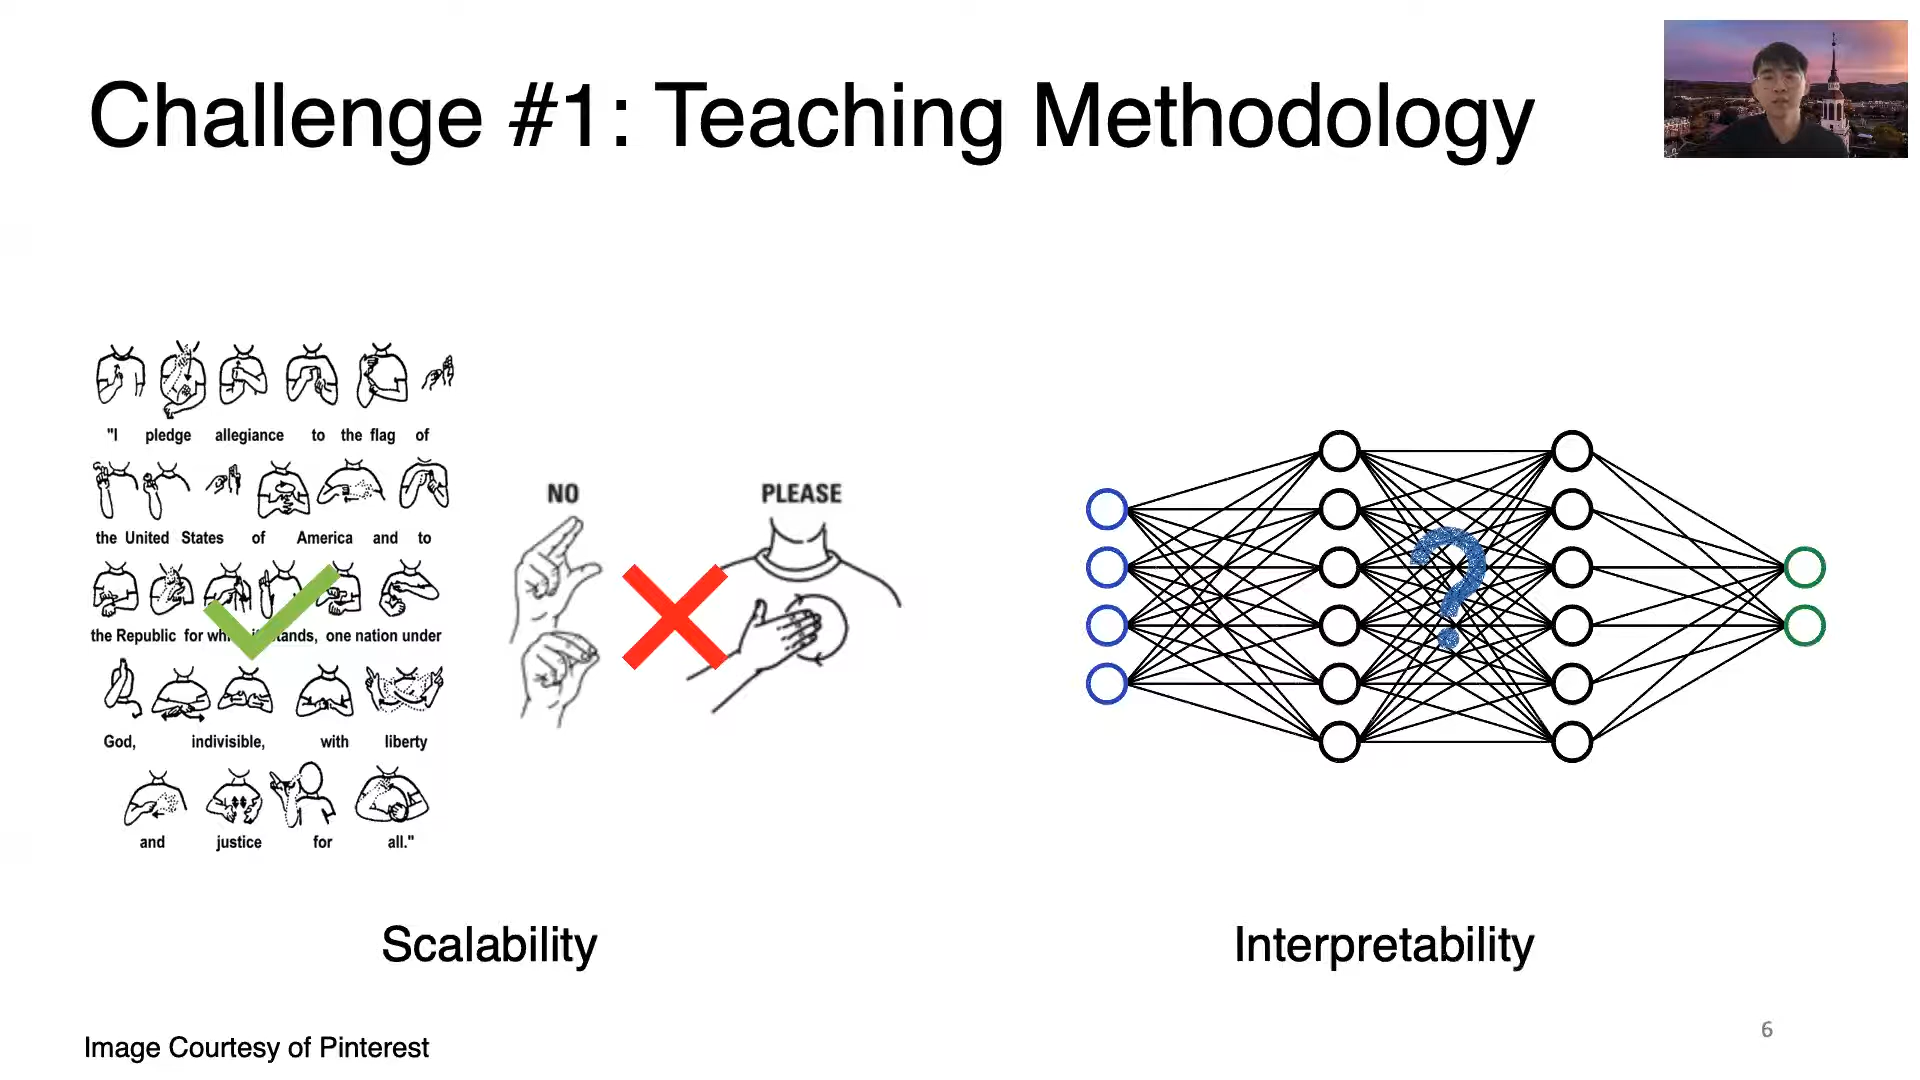 Challenge #1: Teaching Methodology
"I pledge allegiance to the flag of
the United States of America and to
the Republic for stands, one nation under
God, indivisible, with liberty
and justice for all."
NO
PLEASE
Scalability
Interpretability
Image Courtesy of Pinterest
6